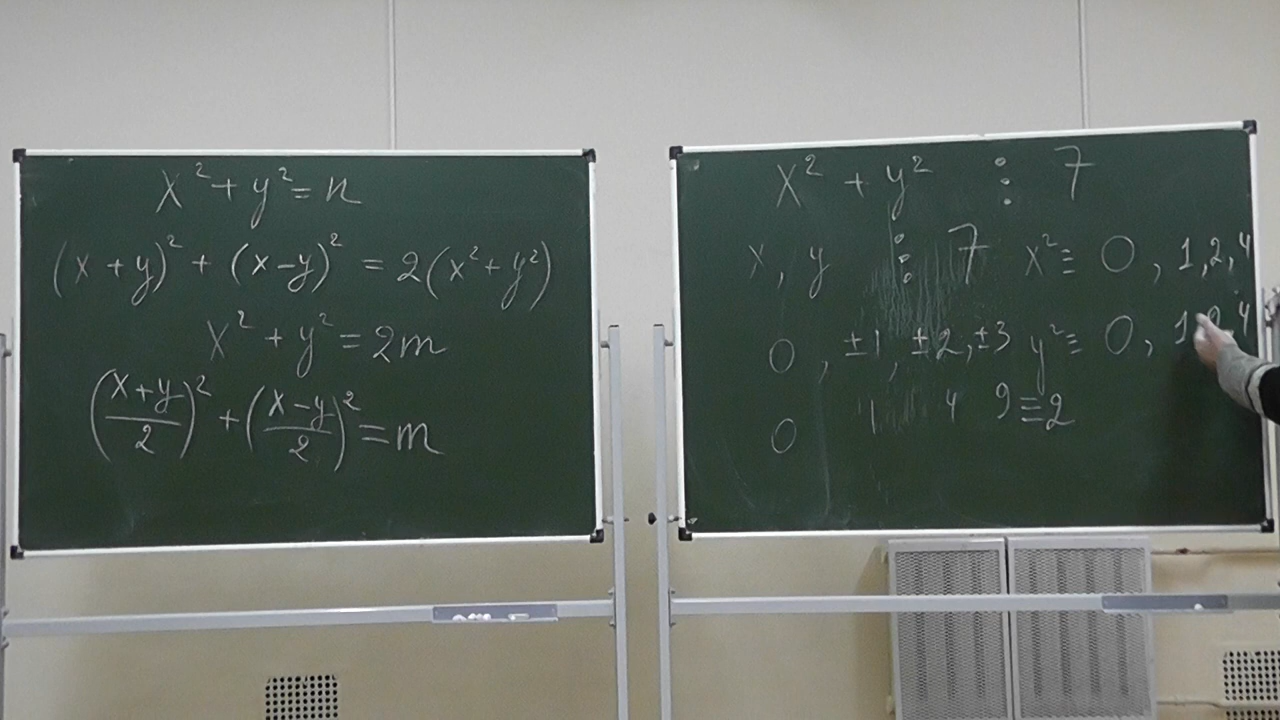 x² + y² = n
(x + y)² + (x - y)² = 2(x² + y²)
x² + y² = 2m
((x + y)/2)² + ((x - y)/2)² = m
x² + y² ⋮ 7
x, y ⋮ 7 x² ≡ 0, 1, 2, 4
0, ±1, ±2, ±3 y² ≡ 0, 1, 4
0 1 4 9 ≡ 2